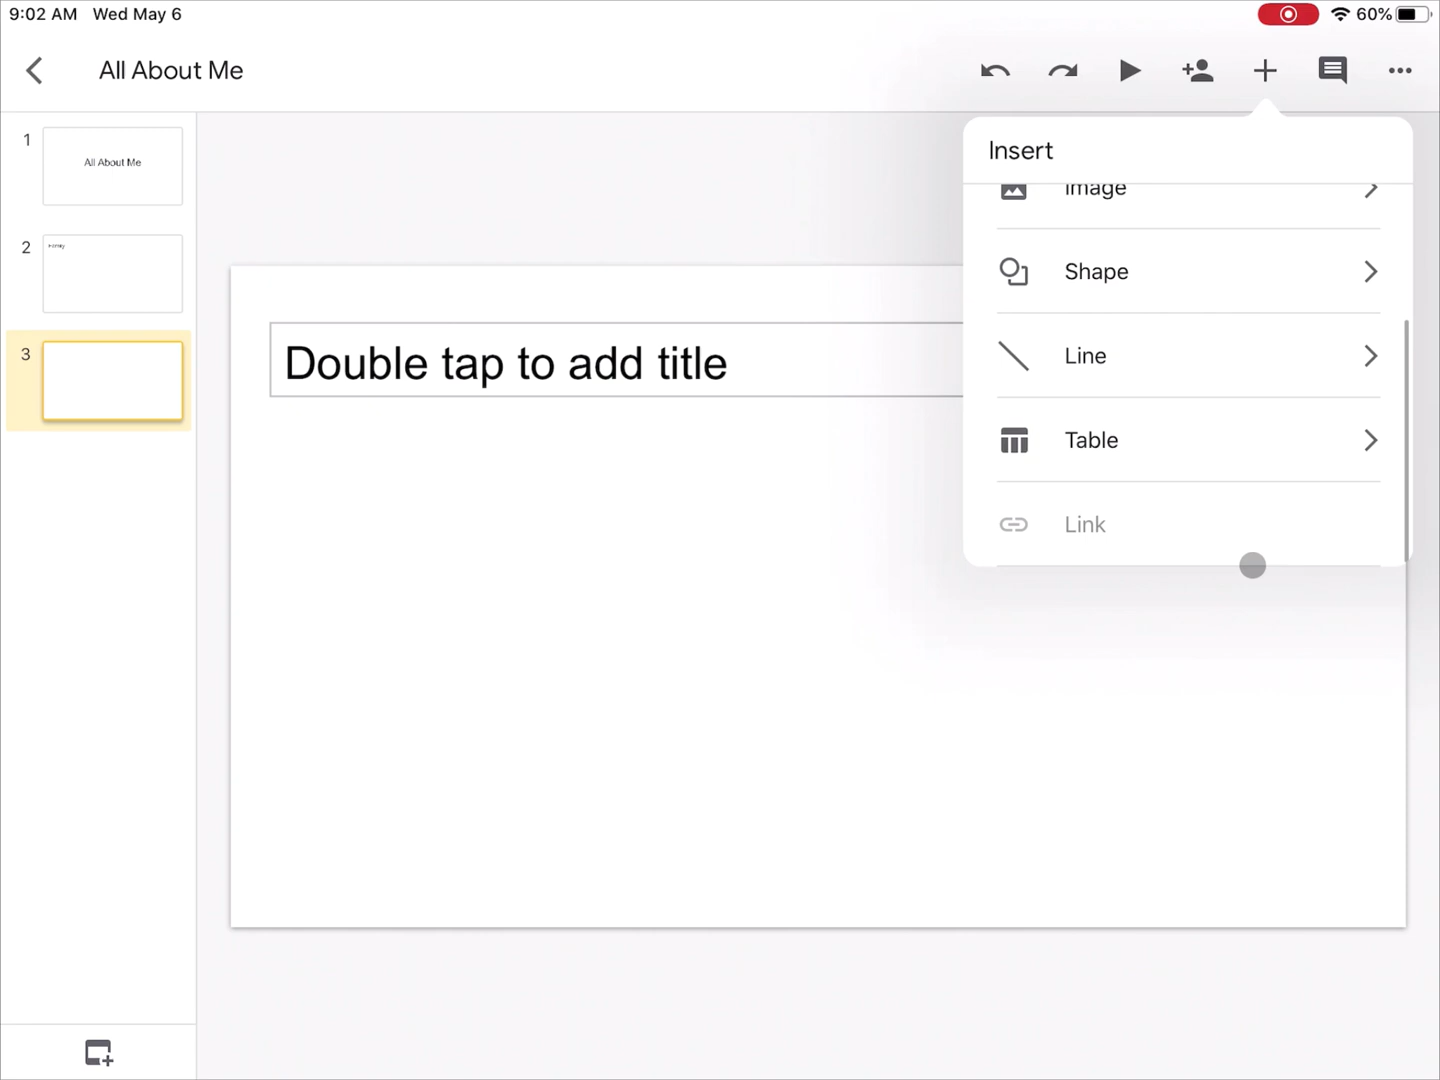 9:02 AM Wed May 6
60%
All About Me
Insert
Image
Shape
Line
Table
Link
1
All About Me
2
Family
3
Double tap to add title